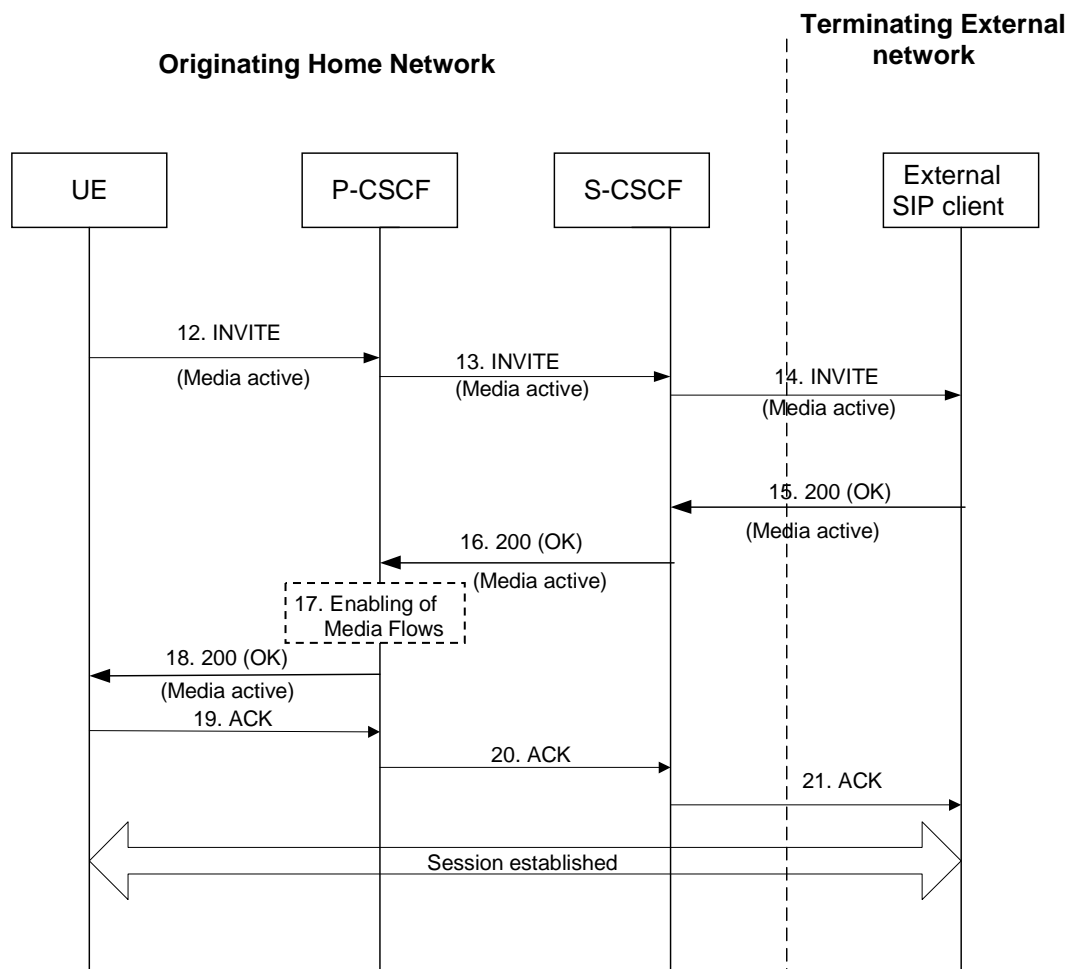 Terminating External
network
Originating Home Network
UE
P-CSCF
S-CSCF
External
SIP client
12. INVITE
(Media active)
13. INVITE
(Media active)
14. INVITE
(Media active)
15. 200 (OK)
(Media active)
16. 200 (OK)
(Media active)
17. Enabling of
Media Flows
18. 200 (OK)
(Media active)
19. ACK
20. ACK
21. ACK
Session established